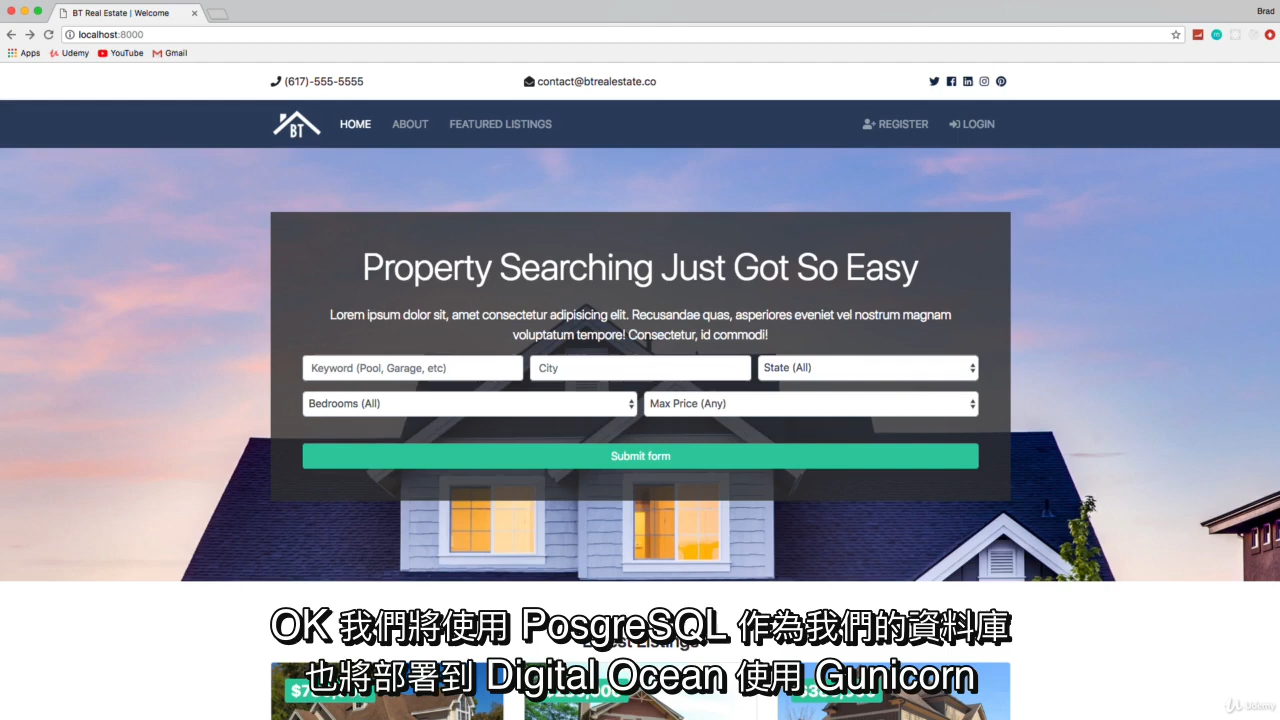 BT Real Estate | Welcome
Brad
localhost:8000
Apps
Udemy
YouTube
Gmail
(617)-555-5555
contact@btrealestate.co
BT
HOME
ABOUT
FEATURED LISTINGS
REGISTER
LOGIN
Property Searching Just Got So Easy
Lorem ipsum dolor sit, amet consectetur adipisicing elit. Recusandae quas, asperiores eveniet vel nostrum magnam
voluptatum tempore! Consectetur, id commodi!
Keyword (Pool, Garage, etc)
City
State (All)
Bedrooms (All)
Max Price (Any)
Submit form
OK 我們將使用 PosgreSQL 作為我們的資料庫
也將部署到 Digital Ocean 使用 Gunicorn
Udemy